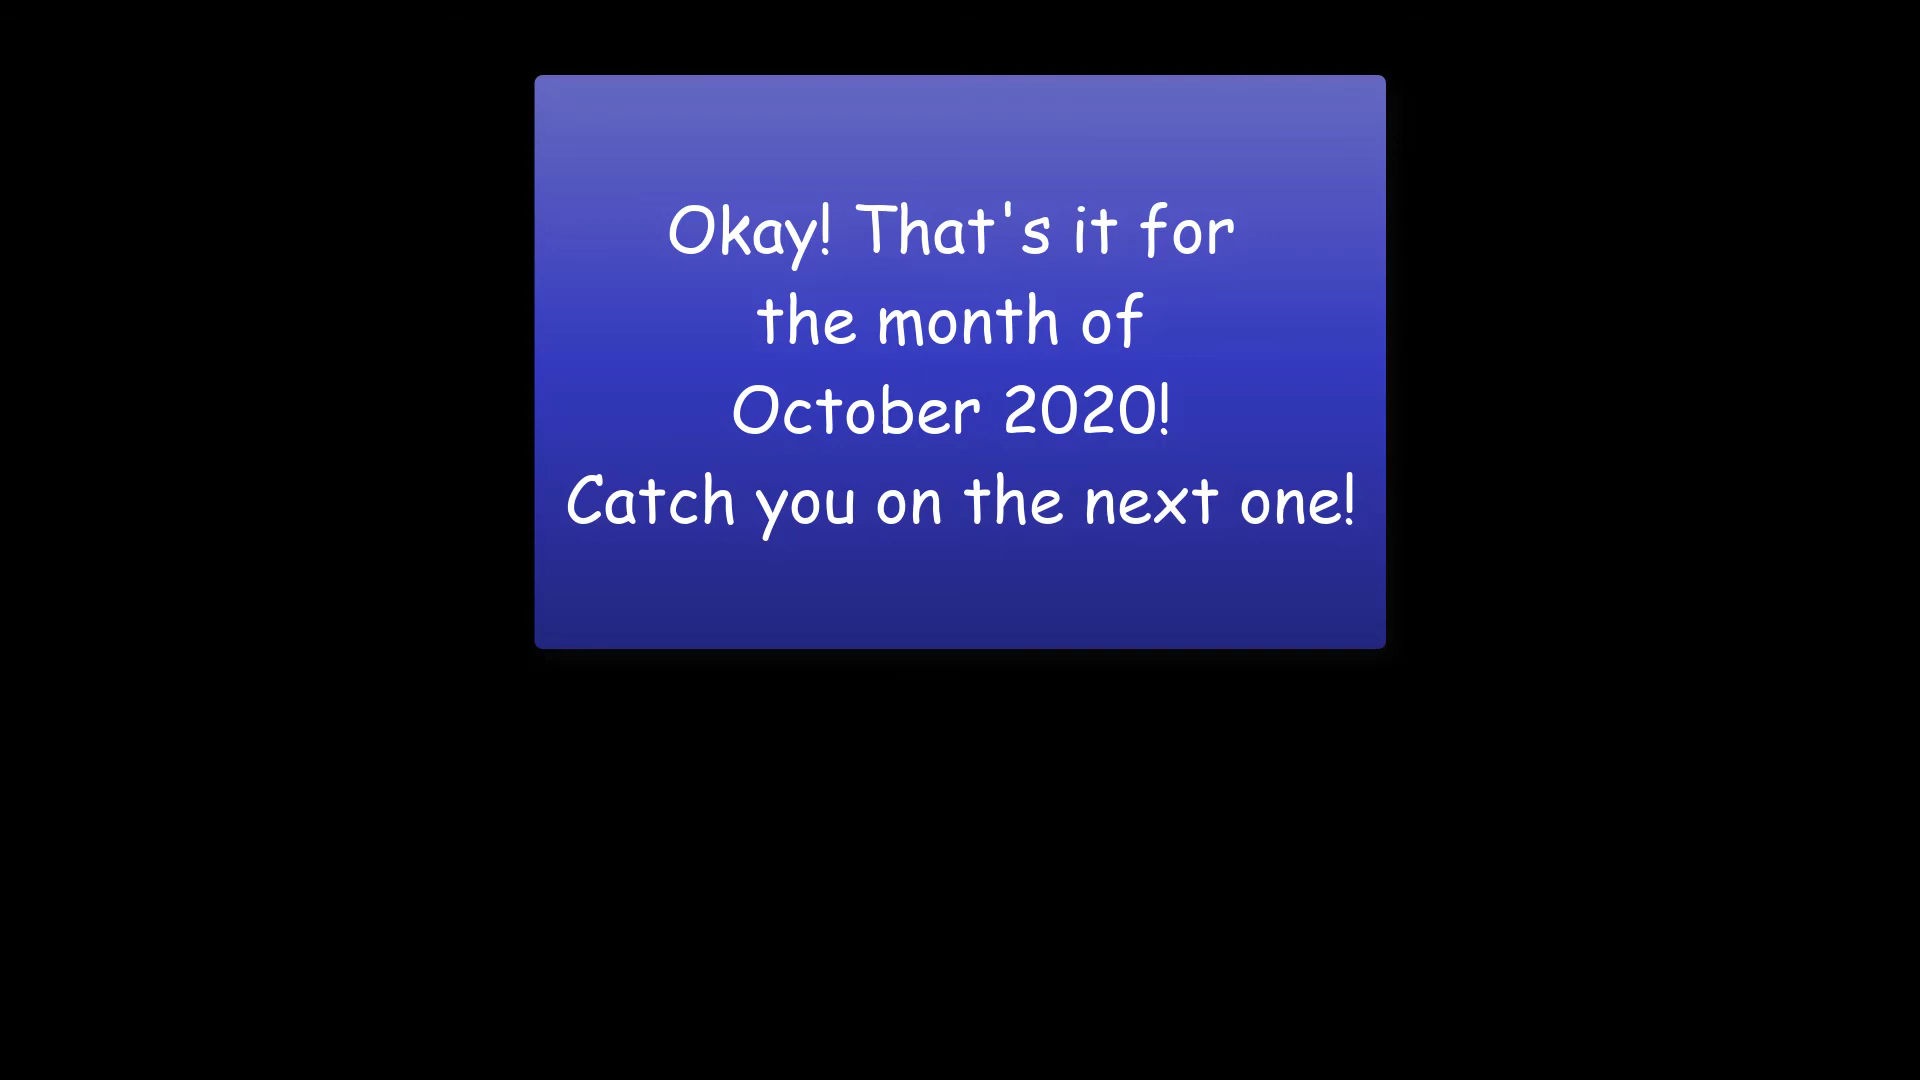 Okay! That's it for
the month of
October 2020!
Catch you on the next one!